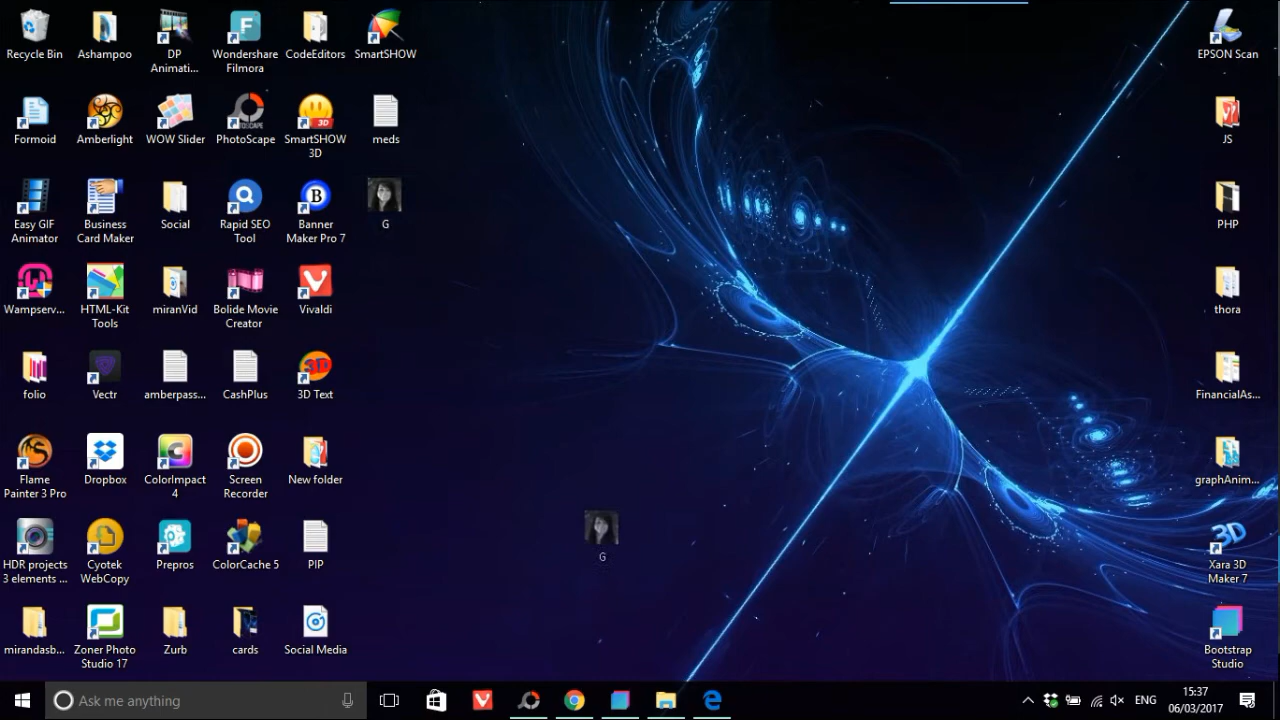 Recycle Bin
Ashampoo
DP
Animati...
Wondershare
Filmora
CodeEditors
SmartSHOW
EPSON Scan
Formoid
Amberlight
WOW Slider
PhotoScape
SmartSHOW
3D
meds
JS
Easy GIF
Animator
Business
Card Maker
Social
Rapid SEO
Tool
Banner
Maker Pro 7
G
PHP
Wampserv...
HTML-Kit
Tools
miranVid
Bolide Movie
Creator
Vivaldi
thora
folio
Vectr
amberpass...
CashPlus
3D Text
FinancialAs...
Flame
Painter 3 Pro
Dropbox
ColorImpact
4
Screen
Recorder
New folder
graphAnim...
HDR projects
3 elements ...
Cyotek
WebCopy
Prepros
ColorCache 5
PIP
G
Xara 3D
Maker 7
mirandasb...
Zoner Photo
Studio 17
Zurb
cards
Social Media
Bootstrap
Studio
Ask me anything
ENG
15:37
06/03/2017